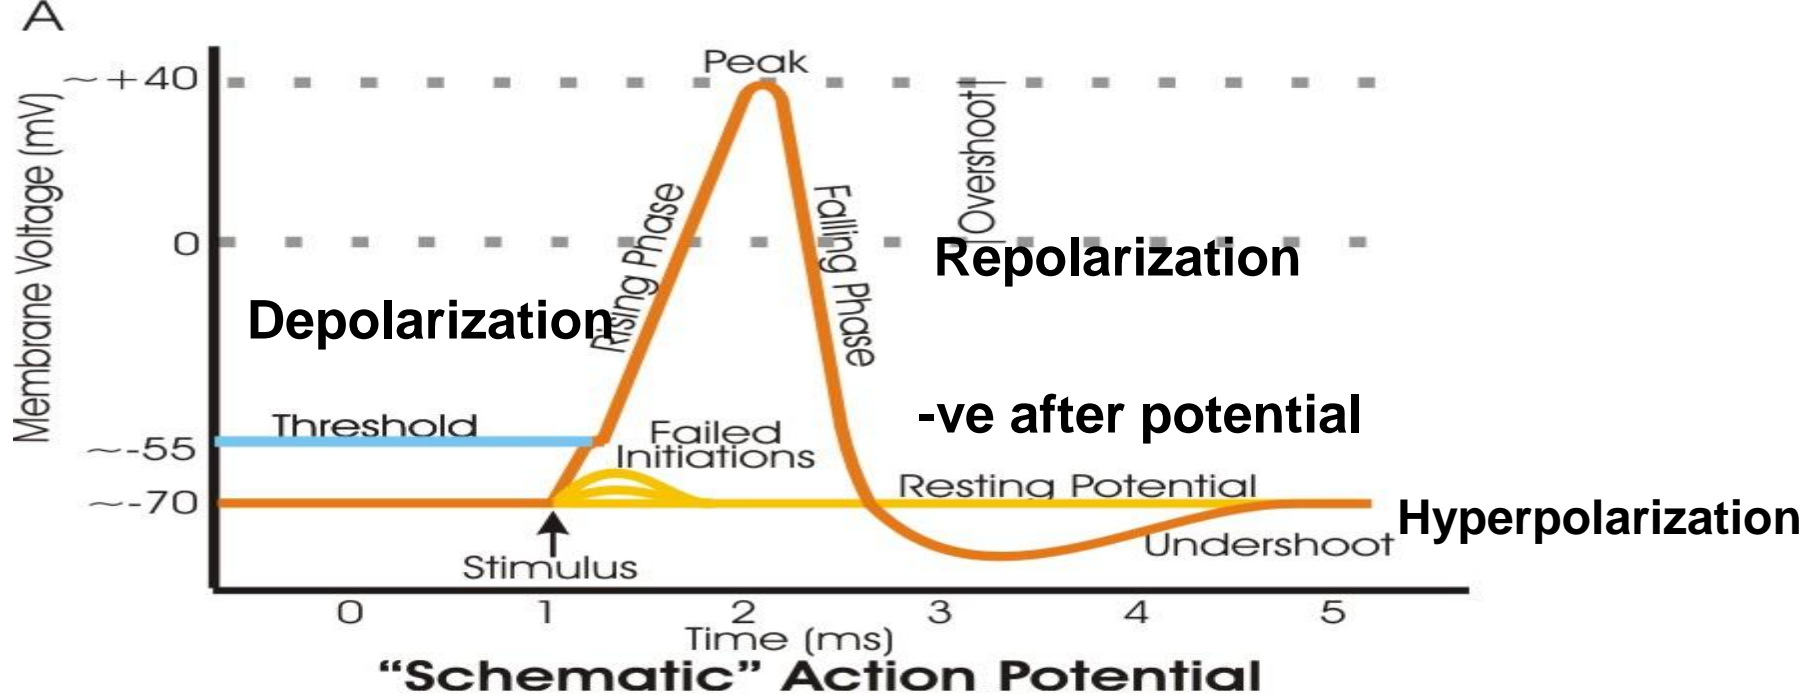 A
Peak
~+40
Membrane Voltage (mV)
Overshoot
Rising Phase
Falling Phase
0
Repolarization
Depolarization
-ve after potential
Threshold
Failed
Initiations
~-55
Resting Potential
~-70
Hyperpolarization
Undershoot
Stimulus
0 1 2 3 4 5
Time (ms)
“Schematic” Action Potential